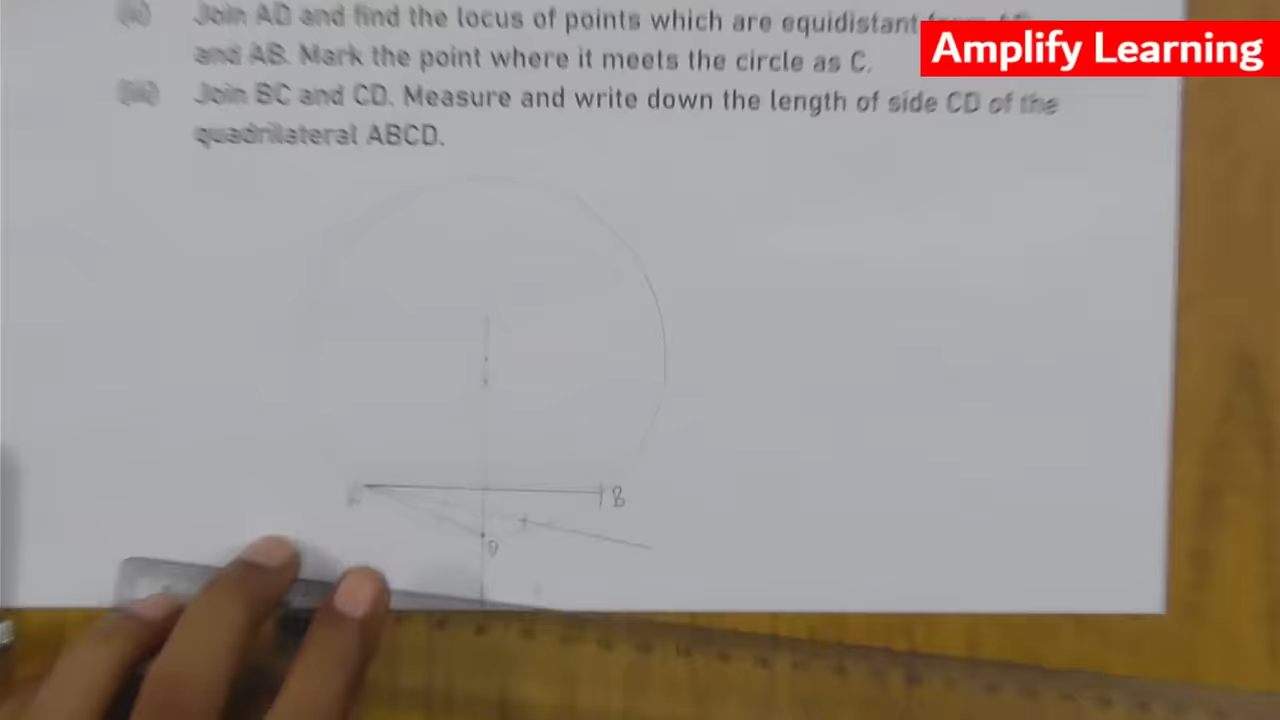 (ii) Join AD and find the locus of points which are equidistant
Amplify Learning
and AB. Mark the point where it meets the circle as C.
(iii) Join BC and CD. Measure and write down the length of side CD of the
quadrilateral ABCD.
B
D